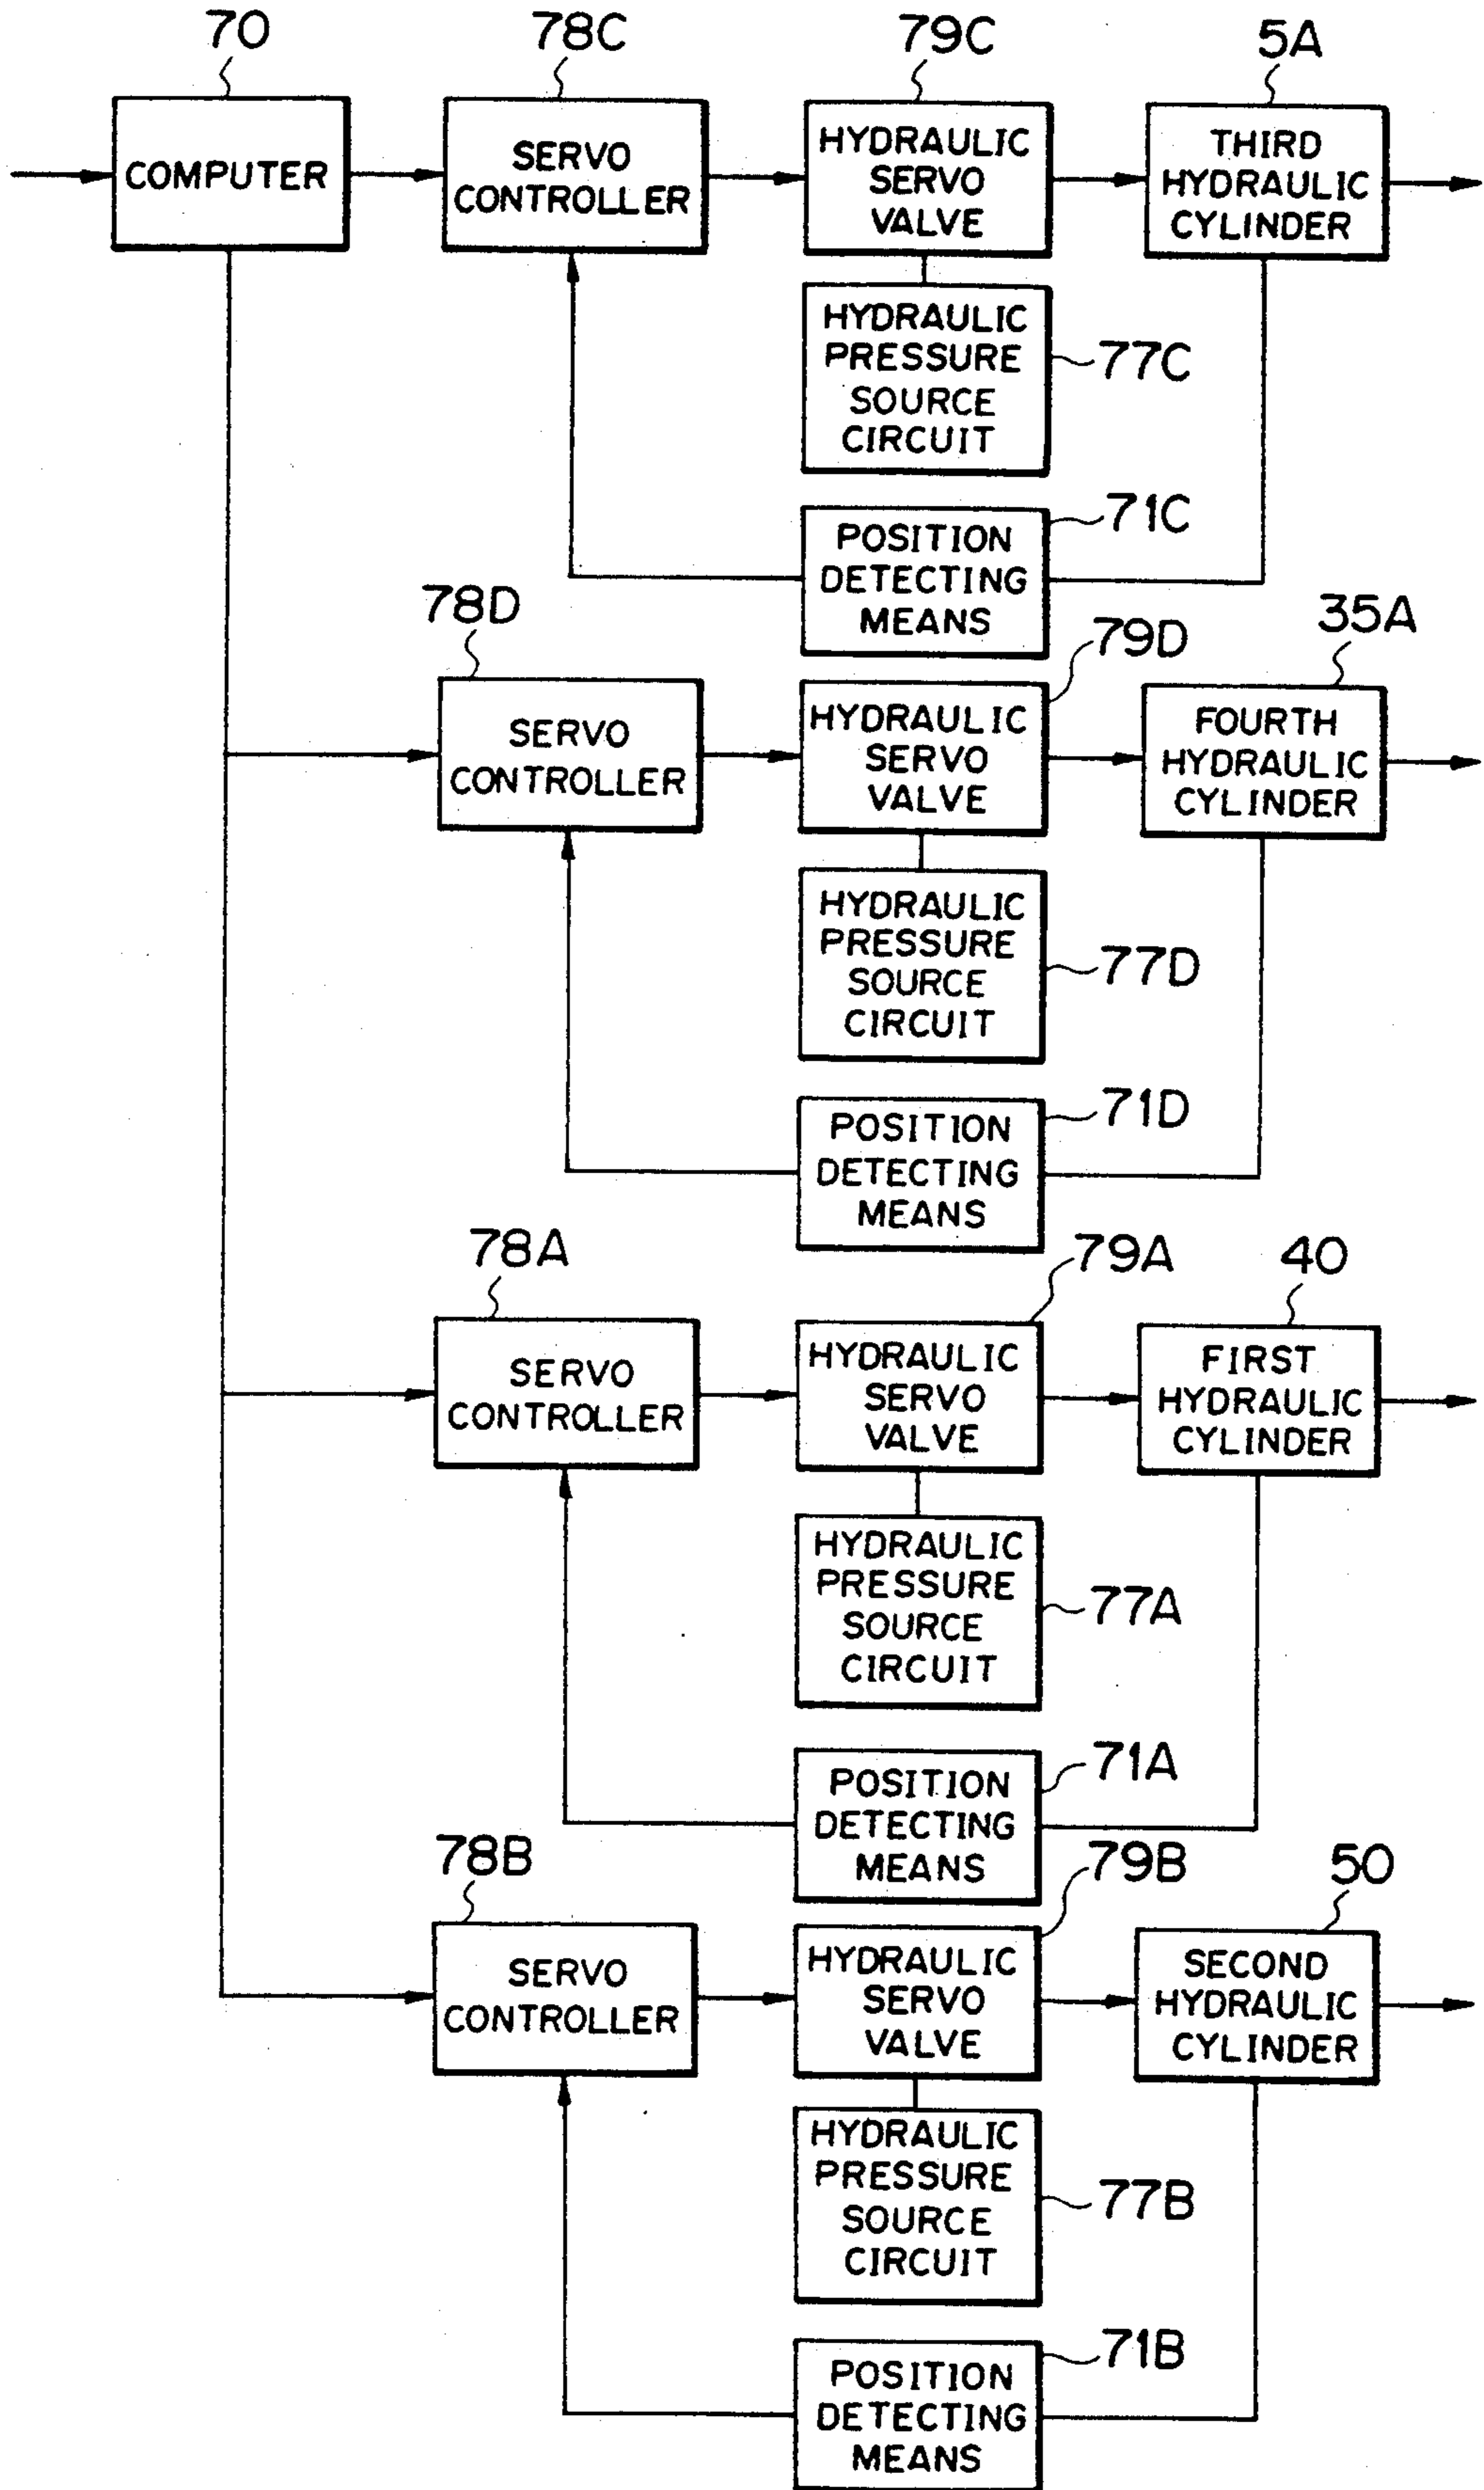 70
78C
79C
5A
COMPUTER
SERVO
CONTROLLER
HYDRAULIC
SERVO
VALVE
THIRD
HYDRAULIC
CYLINDER
HYDRAULIC
PRESSURE
SOURCE
CIRCUIT
77C
POSITION
DETECTING
MEANS
71C
78D
79D
35A
SERVO
CONTROLLER
HYDRAULIC
SERVO
VALVE
FOURTH
HYDRAULIC
CYLINDER
HYDRAULIC
PRESSURE
SOURCE
CIRCUIT
77D
POSITION
DETECTING
MEANS
71D
78A
79A
40
SERVO
CONTROLLER
HYDRAULIC
SERVO
VALVE
FIRST
HYDRAULIC
CYLINDER
HYDRAULIC
PRESSURE
SOURCE
CIRCUIT
77A
POSITION
DETECTING
MEANS
71A
78B
79B
50
SERVO
CONTROLLER
HYDRAULIC
SERVO
VALVE
SECOND
HYDRAULIC
CYLINDER
HYDRAULIC
PRESSURE
SOURCE
CIRCUIT
77B
POSITION
DETECTING
MEANS
71B